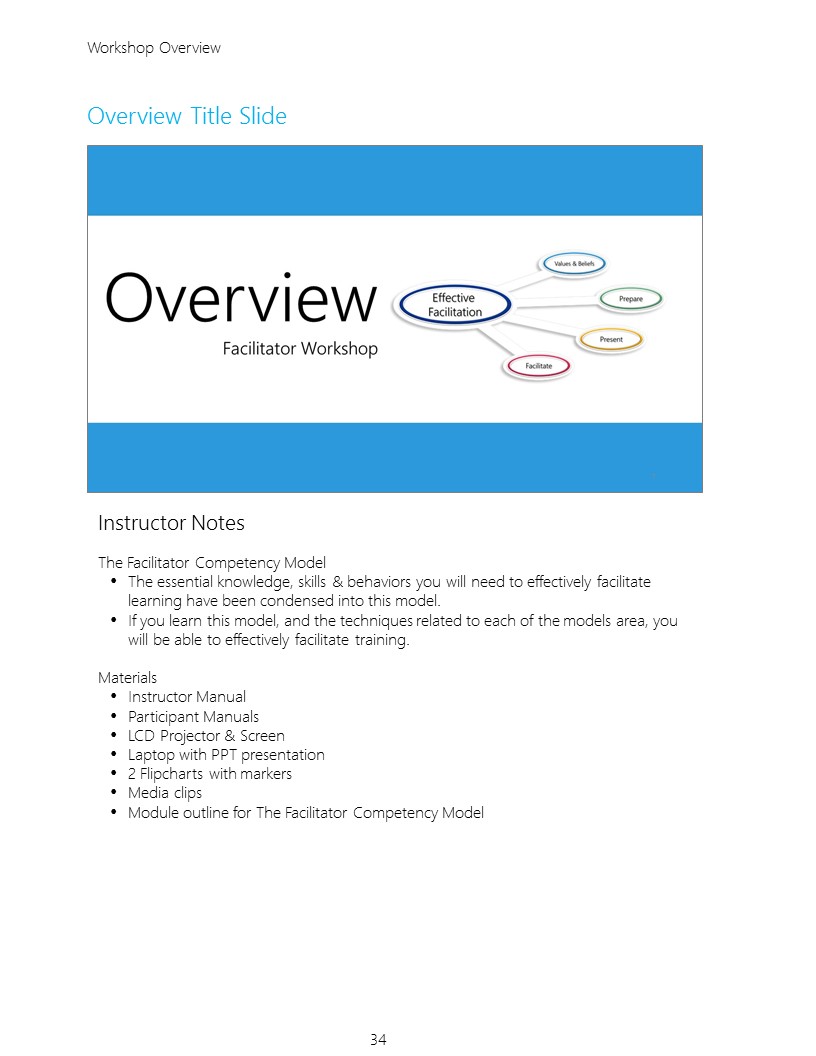 Workshop Overview
Overview Title Slide
Overview
Facilitator Workshop
Effective
Facilitation
Values & Beliefs
Prepare
Present
Facilitate
Instructor Notes
The Facilitator Competency Model
• The essential knowledge, skills & behaviors you will need to effectively facilitate
learning have been condensed into this model.
• If you learn this model, and the techniques related to each of the models area, you
will be able to effectively facilitate training.
Materials
• Instructor Manual
• Participant Manuals
• LCD Projector & Screen
• Laptop with PPT presentation
• 2 Flipcharts with markers
• Media clips
• Module outline for The Facilitator Competency Model
34